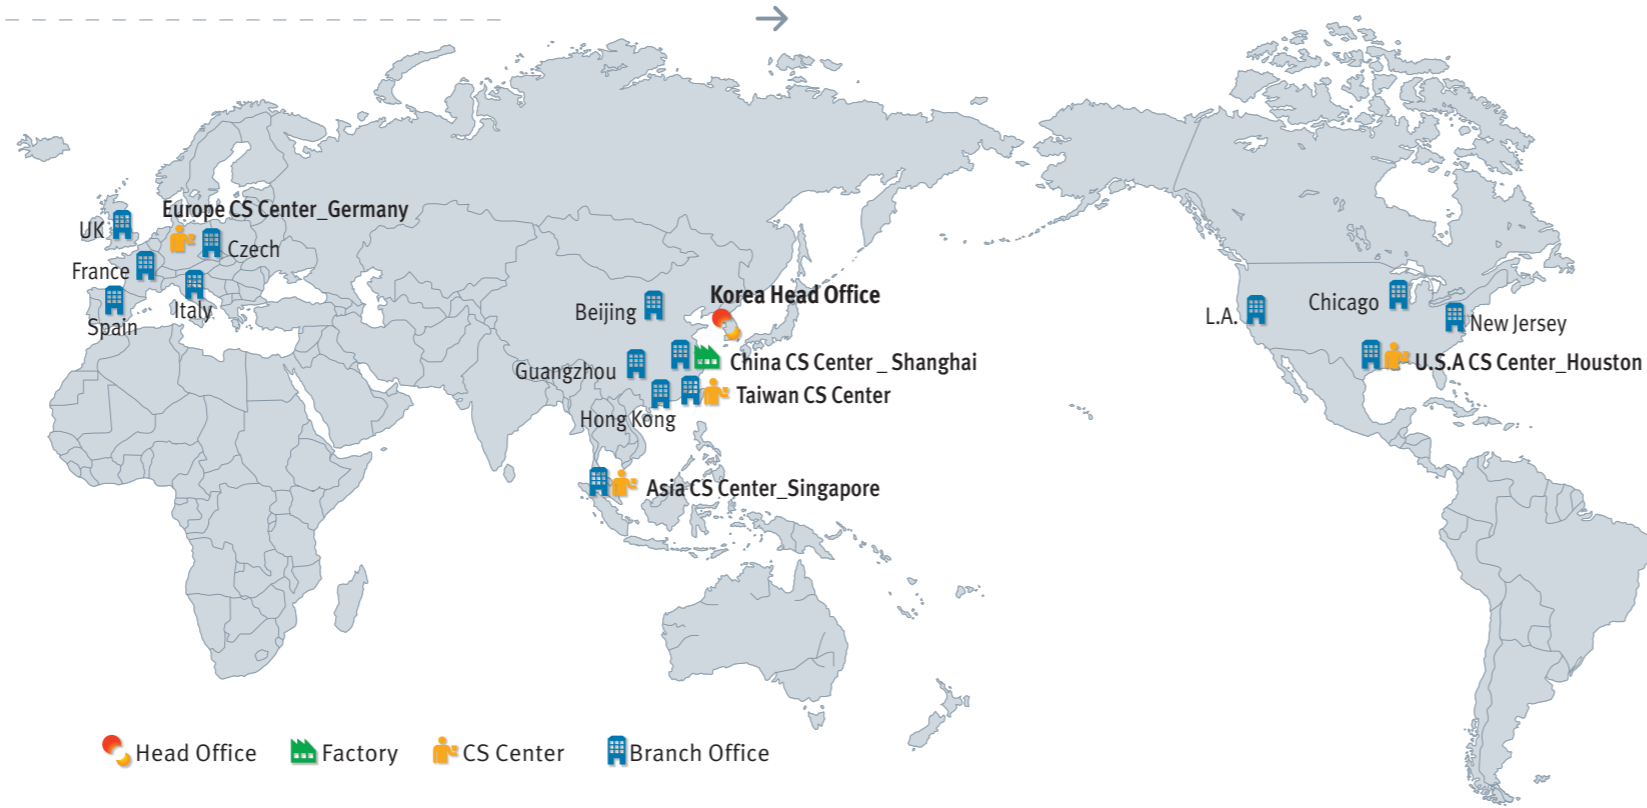 Europe CS Center_Germany
UK
Czech
France
Italy
Spain
Korea Head Office
Beijing
China CS Center _ Shanghai
Guangzhou
Taiwan CS Center
Hong Kong
Asia CS Center_Singapore
L.A.
Chicago
New Jersey
U.S.A CS Center_Houston
Head Office
Factory
CS Center
Branch Office